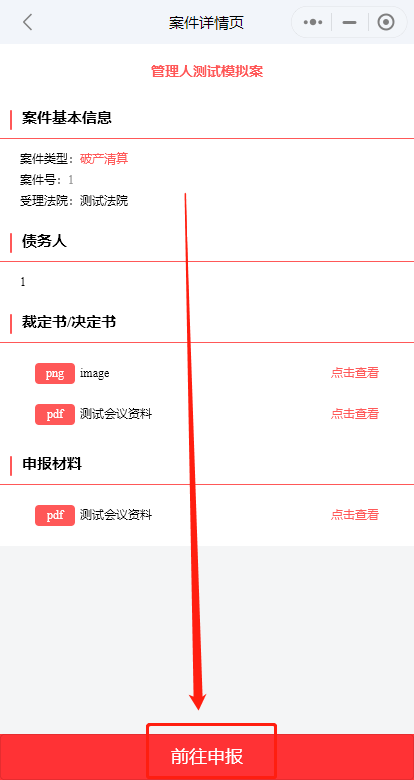 案件详情页
管理人测试模拟案
案件基本信息
案件类型：破产清算
案件号：1
受理法院：测试法院
债务人
1
裁定书/决定书
png image 点击查看
pdf 测试会议资料 点击查看
申报材料
pdf 测试会议资料 点击查看
前往申报